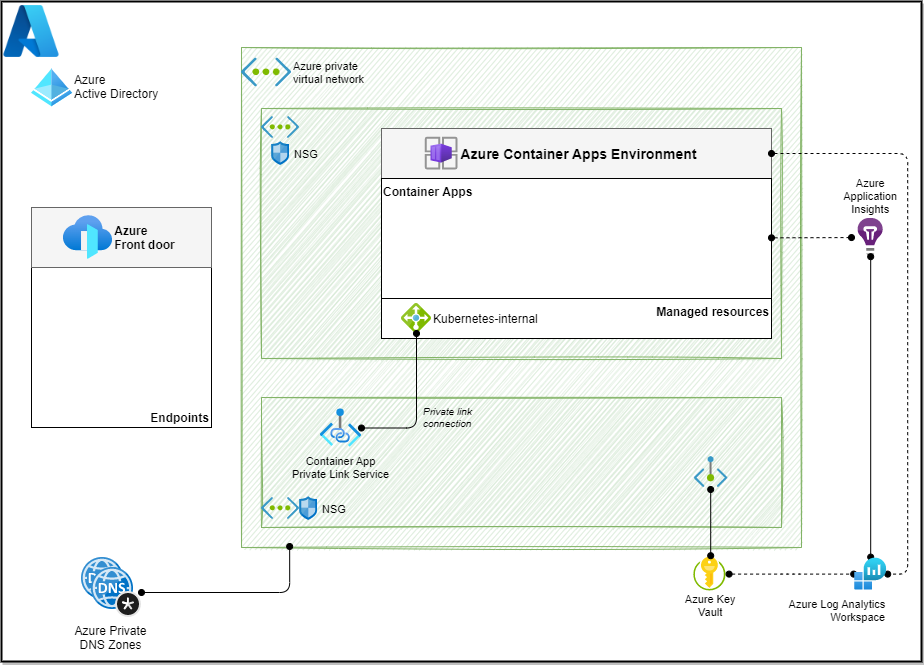 Azure
Active Directory
Azure private
virtual network
NSG
Azure Container Apps Environment
Container Apps
Azure
Application
Insights
Azure
Front door
Kubernetes-internal
Managed resources
Endpoints
Private link
connection
Container App
Private Link Service
NSG
DNS
Azure Private
DNS Zones
Azure Key
Vault
Azure Log Analytics
Workspace